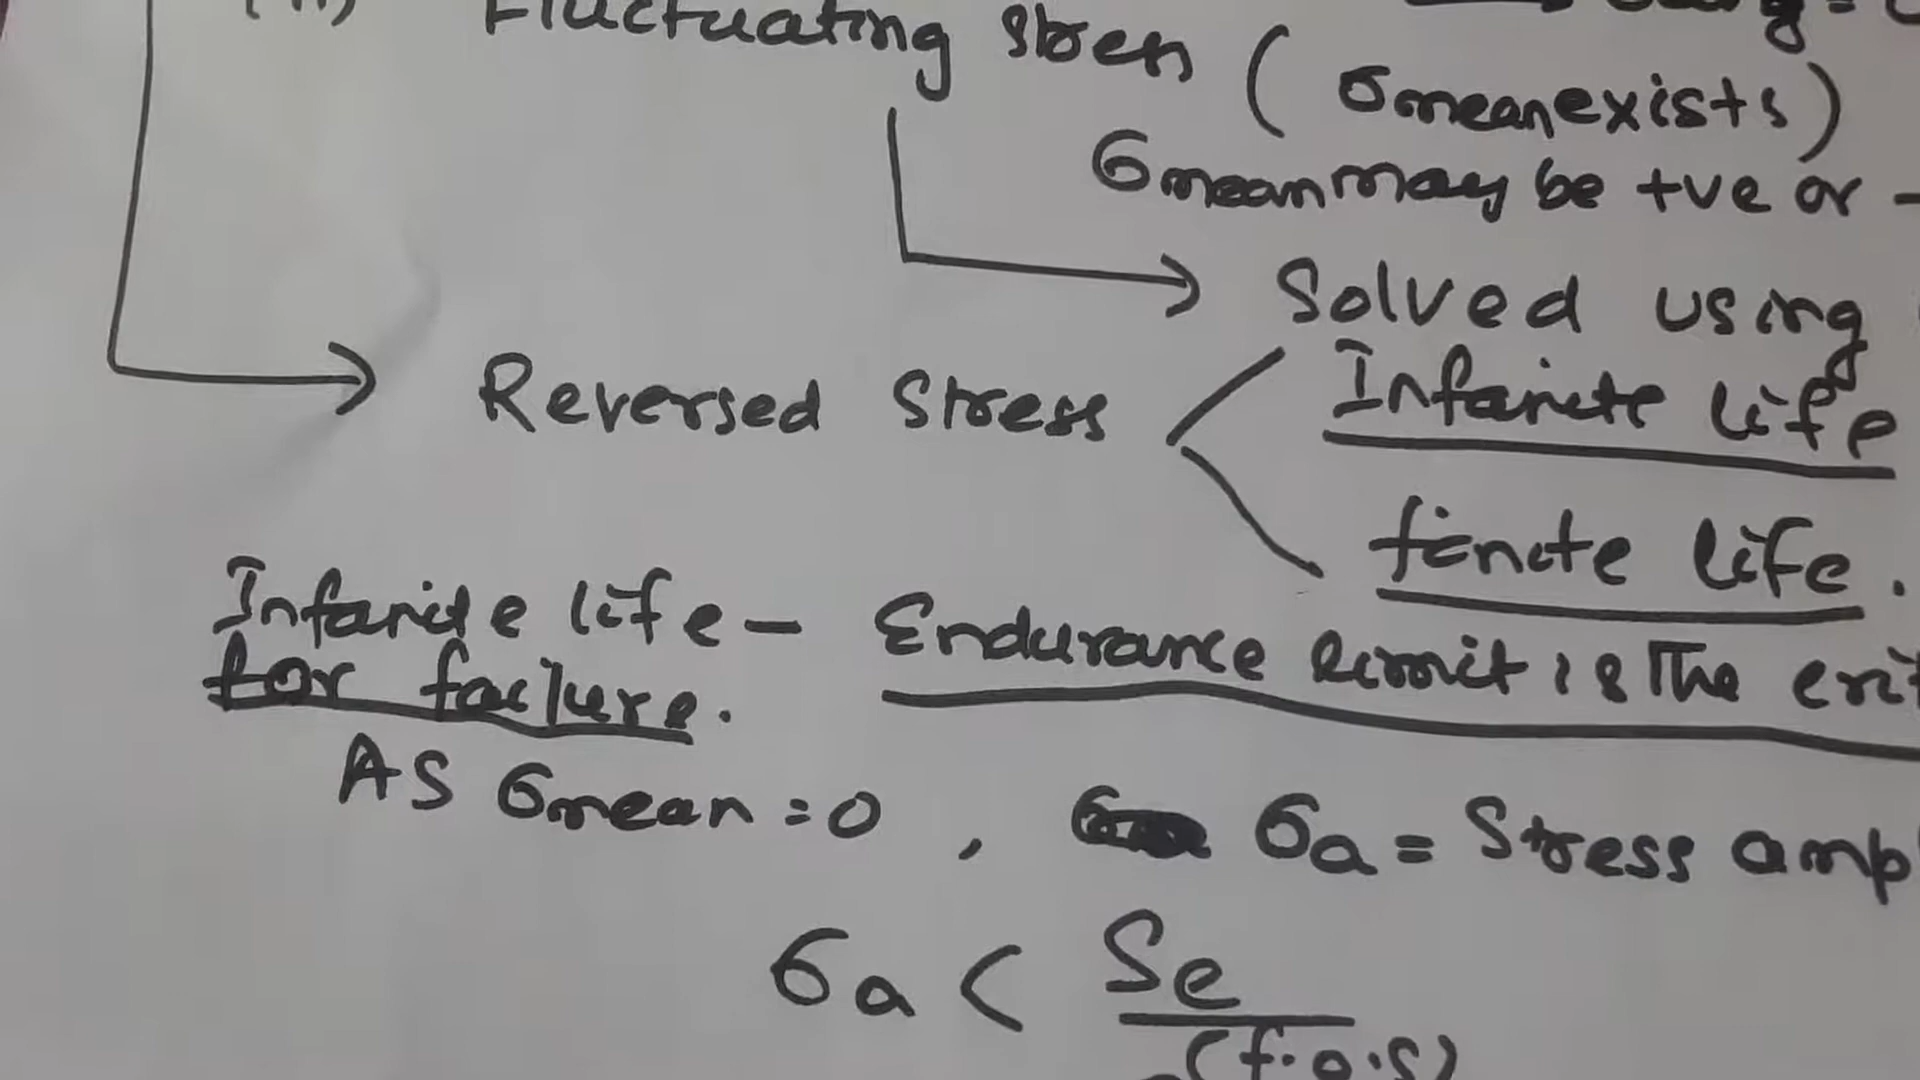 Fluctuating stress (σmean exists)
σmean may be +ve or -
Solved using
Reversed Stress < Infinite life
finite life.
Infinite life - Endurance limit is the crit
for failure.
As σmean = 0, σa = Stress amp
σa < Se
(f.o.s)